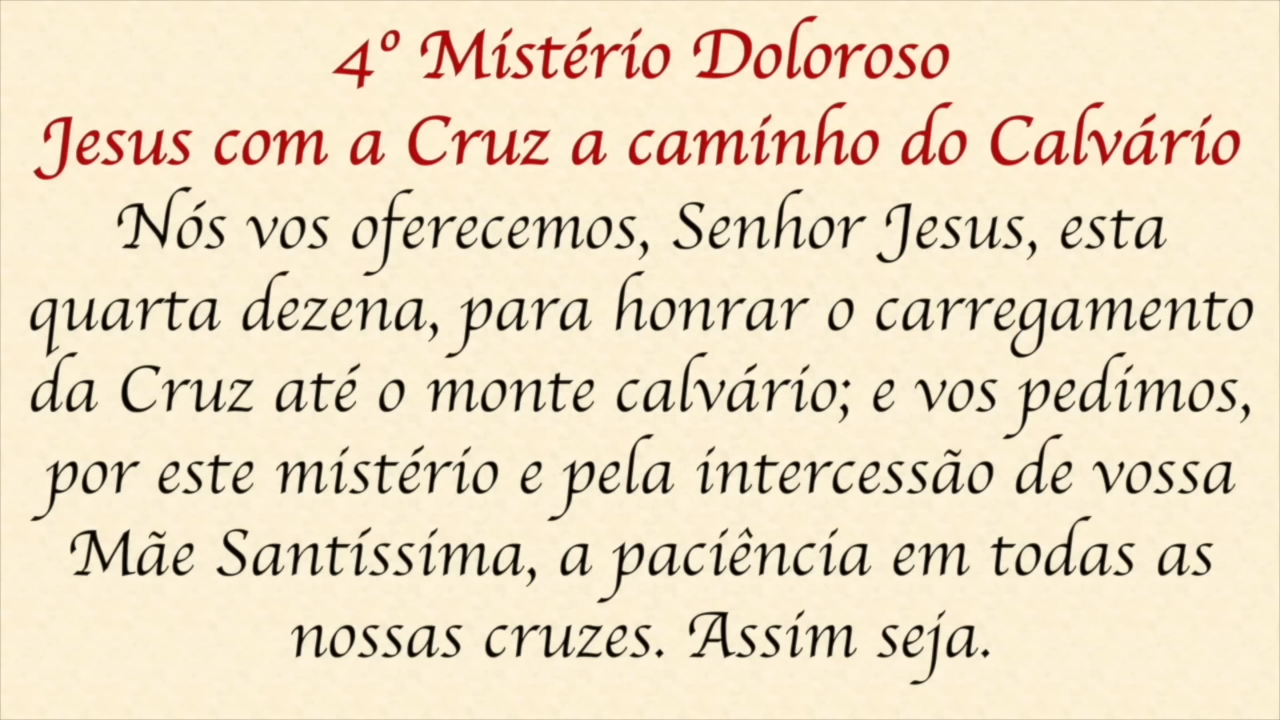 4º Mistério Doloroso
Jesus com a Cruz a caminho do Calvário
Nós vos oferecemos, Senhor Jesus, esta
quarta dezena, para honrar o carregamento
da Cruz até o monte calvário; e vos pedimos,
por este mistério e pela intercessão de vossa
Mãe Santíssima, a paciência em todas as
nossas cruzes. Assim seja.